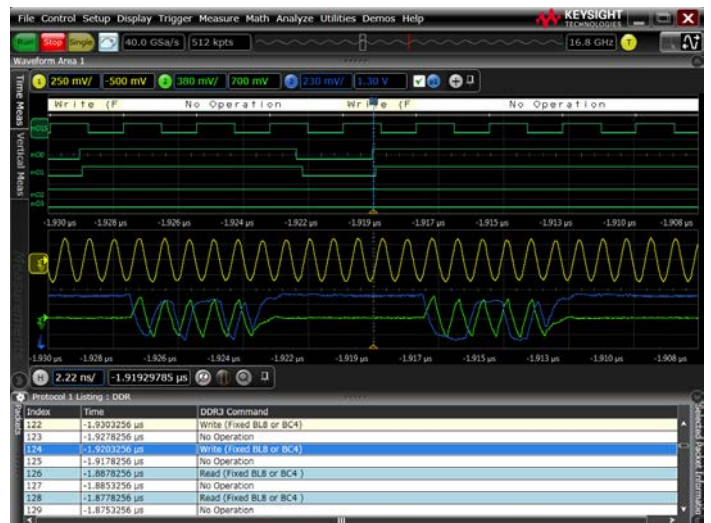 File Control Setup Display Trigger Measure Math Analyze Utilities Demos Help
KEYSIGHT TECHNOLOGIES
Run Stop Single 40.0 GSa/s 512 kpts 16.8 GHz T
Waveform Area 1
Time Meas
Vertical Meas
Measurements
1 250 mV/ -500 mV 2 380 mV/ 700 mV 3 230 mV/ 1.30 V
Write (F No Operation Write (F No Operation
mD15
mD0
mD1
mD2
mD3
-1.930 µs -1.928 µs -1.926 µs -1.924 µs -1.922 µs -1.919 µs -1.917 µs -1.915 µs -1.913 µs -1.910 µs -1.908 µs
-1.930 µs -1.928 µs -1.926 µs -1.924 µs -1.922 µs -1.919 µs -1.917 µs -1.915 µs -1.913 µs -1.910 µs -1.908 µs
H 2.22 ns/ -1.91929785 µs
Protocol 1 Listing : DDR
Packets
Selected Packet Information
Index Time DDR3 Command
122 -1.9303256 µs Write (Fixed BL8 or BC4)
123 -1.9278256 µs No Operation
124 -1.9203256 µs Write (Fixed BL8 or BC4)
125 -1.9178256 µs No Operation
126 -1.8878256 µs Read (Fixed BL8 or BC4 )
127 -1.8853256 µs No Operation
128 -1.8778256 µs Read (Fixed BL8 or BC4 )
129 -1.8753256 µs No Operation